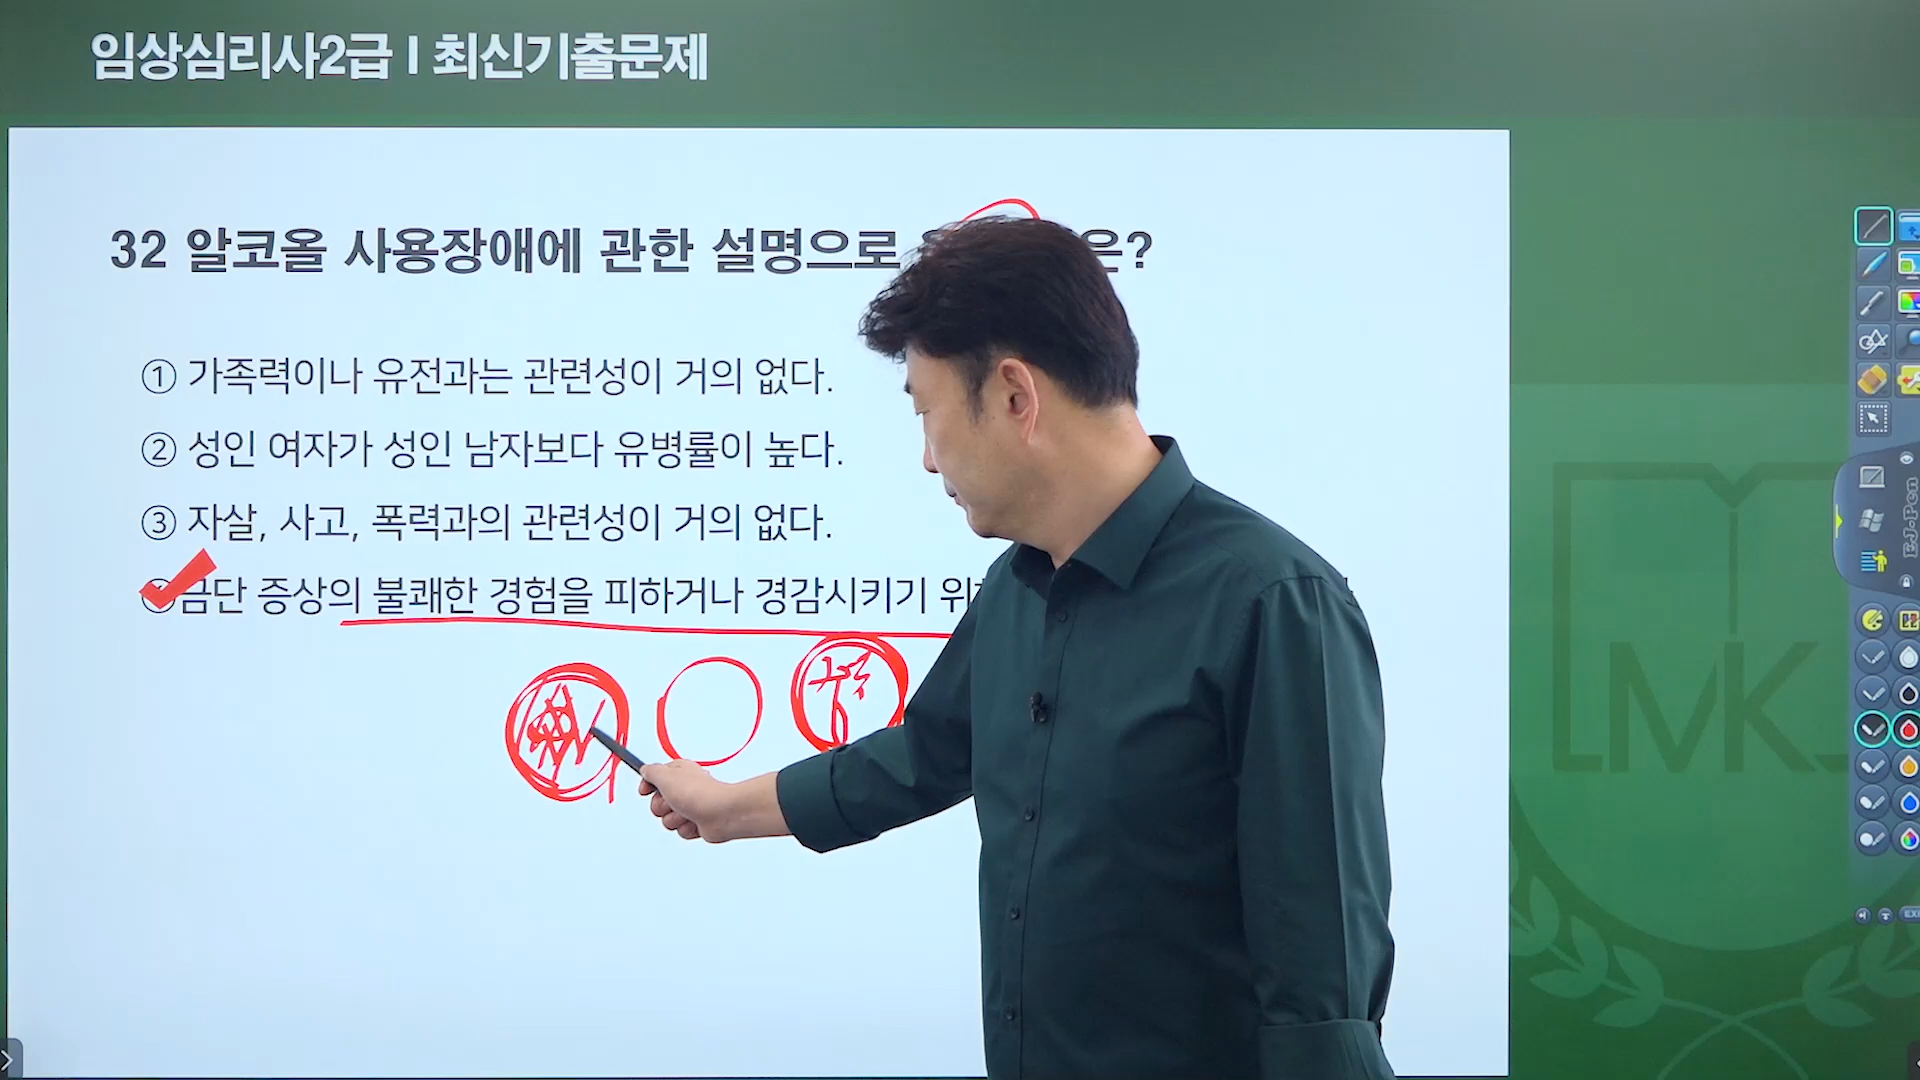 임상심리사2급 I 최신기출문제
32 알코올 사용장애에 관한 설명으로 은?
① 가족력이나 유전과는 관련성이 거의 없다.
② 성인 여자가 성인 남자보다 유병률이 높다.
③ 자살, 사고, 폭력과의 관련성이 거의 없다.
금단 증상의 불쾌한 경험을 피하거나 경감시키기
MK
EJ-Pen